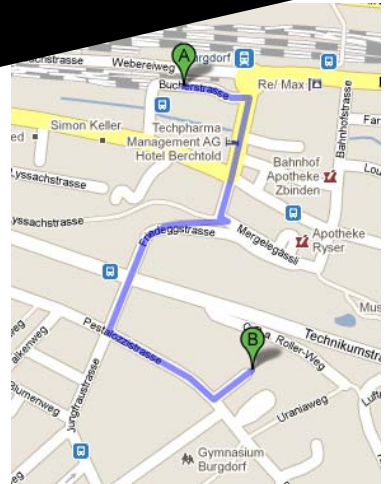 A
Burgdorf
Webereiweg
Bucherstrasse
Re/ Max
Simon Keller
Techpharma
Management AG
Hotel Berchtold
Bahnhofstrasse
Bahnhof
Apotheke
Zbinden
Lyssachstrasse
Lyssachstrasse
Friedeggstrasse
Mergelegässli
Apotheke
Ryser
Pestalozzistrasse
Roller-Weg
Technikumstr
B
Jungfraustrasse
Blumenweg
Uraniaweg
Gymnasium
Burgdorf